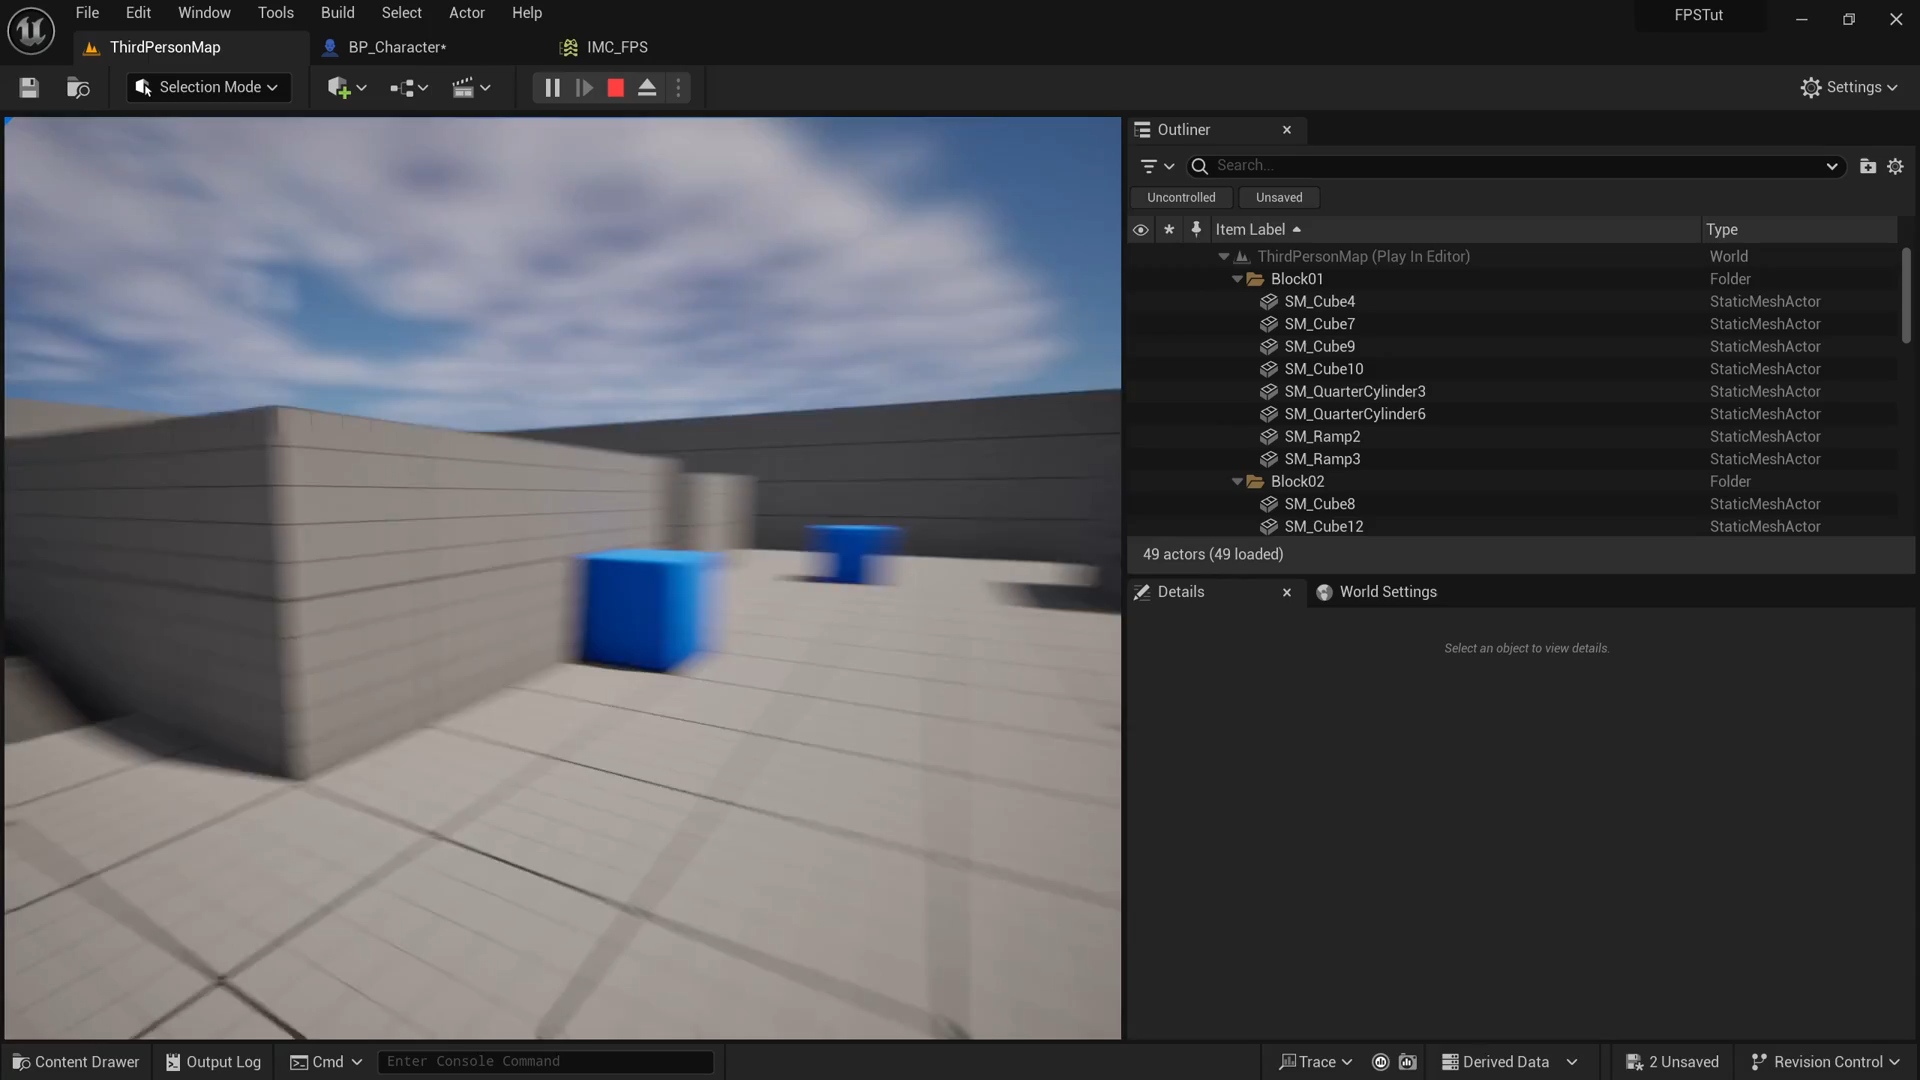 File Edit Window Tools Build Select Actor Help
FPSTut
ThirdPersonMap
BP_Character*
IMC_FPS
Selection Mode
Settings
Outliner
Search...
Uncontrolled
Unsaved
Item Label
Type
ThirdPersonMap (Play In Editor) World
Block01 Folder
SM_Cube4 StaticMeshActor
SM_Cube7 StaticMeshActor
SM_Cube9 StaticMeshActor
SM_Cube10 StaticMeshActor
SM_QuarterCylinder3 StaticMeshActor
SM_QuarterCylinder6 StaticMeshActor
SM_Ramp2 StaticMeshActor
SM_Ramp3 StaticMeshActor
Block02 Folder
SM_Cube8 StaticMeshActor
SM_Cube12 StaticMeshActor
49 actors (49 loaded)
Details
World Settings
Select an object to view details.
Content Drawer
Output Log
Cmd
Enter Console Command
Trace
Derived Data
2 Unsaved
Revision Control